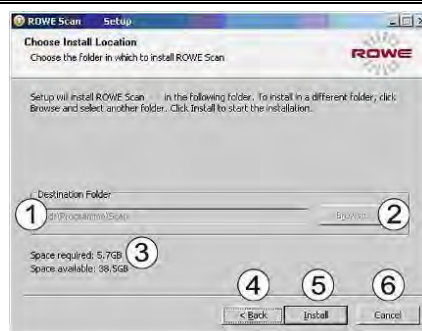 ROWE Scan Setup
Choose Install Location
Choose the folder in which to install ROWE Scan
ROWE
Setup will install ROWE Scan in the following folder. To install in a different folder, click
Browse and select another folder. Click Install to start the installation.
Destination Folder
1
\Programme\Scan
2
Space required: 5.7GB
3
Space available: 38.5GB
4
5
6
< Back
Install
Cancel